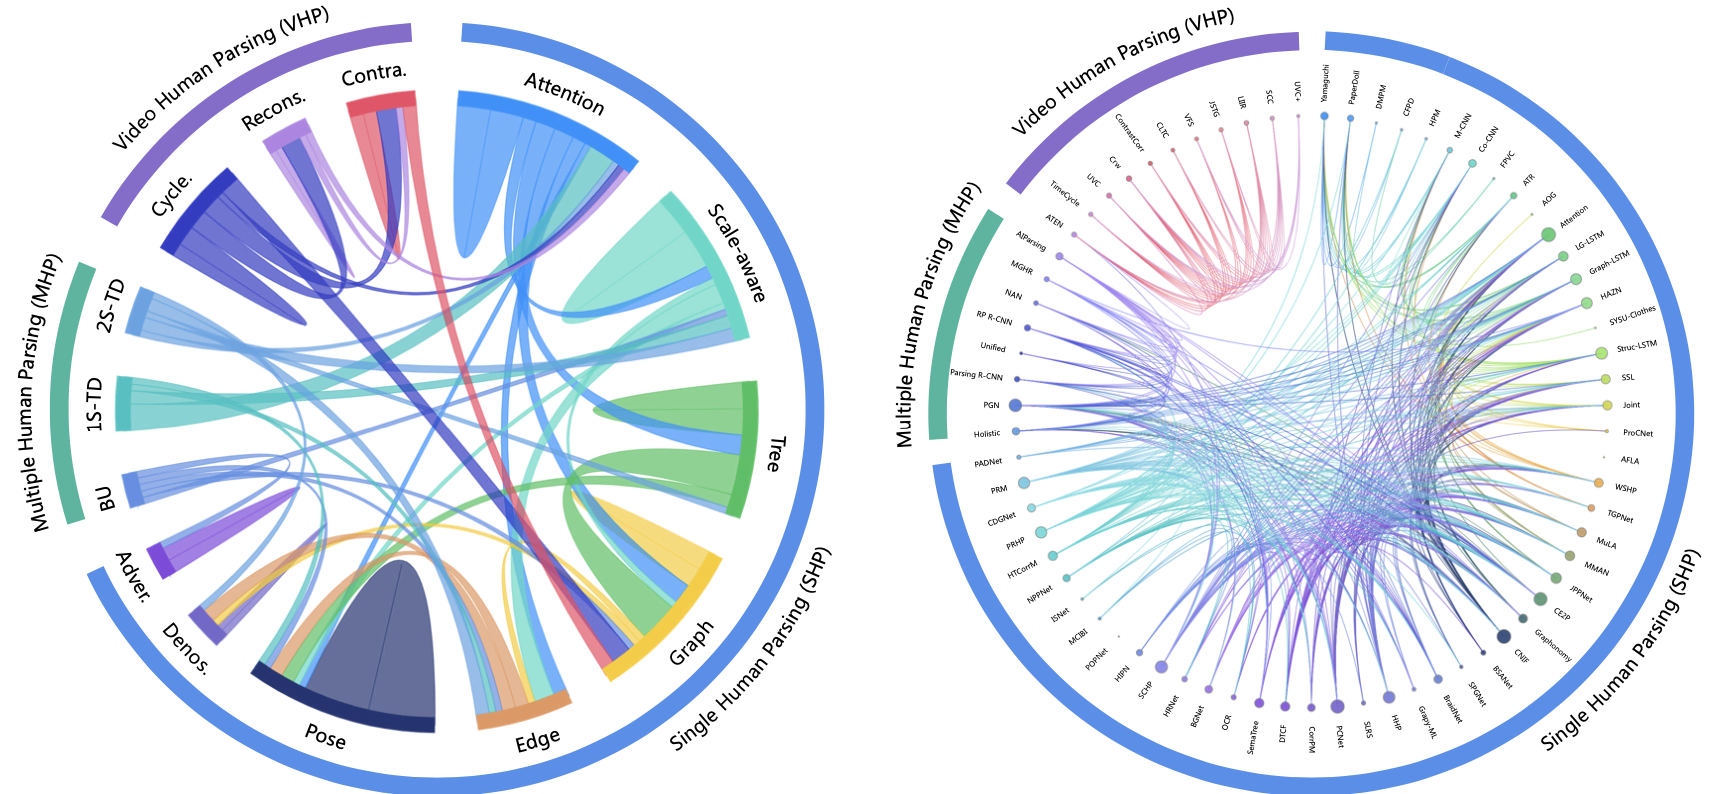 Video Human Parsing (VHP)
Multiple Human Parsing (MHP)
Single Human Parsing (SHP)
Attention
Scale-aware
Tree
Graph
Edge
Pose
Denos.
Adver.
BU
1S-TD
2S-TD
Cycle.
Recons.
Contra.
Video Human Parsing (VHP)
Multiple Human Parsing (MHP)
Single Human Parsing (SHP)
Yamaguchi
PaperDoll
DMPM
CFPD
HPM
M-CNN
Co-CNN
FPVC
ATR
AOG
Attention
LG-LSTM
Graph-LSTM
HAZN
SYSU-Clothes
Struc-LSTM
SSL
Joint
ProCNet
AFLA
WSHP
TGPNet
MuLA
MMAN
JPPNet
CE2P
Graphonomy
CNIF
BSANet
SPGNet
BraidNet
Grapy-ML
HHP
SLRS
PCNet
CorrPM
DTCF
SemaTree
OCR
BGNet
HRNet
SCHP
HIPN
POPNet
MCIBI
ISNet
NPPNet
HTCorrM
PRHP
CDGNet
PRM
PADNet
Holistic
PGN
Parsing R-CNN
Unified
RP R-CNN
NAN
MGHR
AIParsing
ATEN
TimeCycle
UVC
Crw
ContrastCorr
CLTC
VFS
JSTG
LIIR
SCC
UVC+